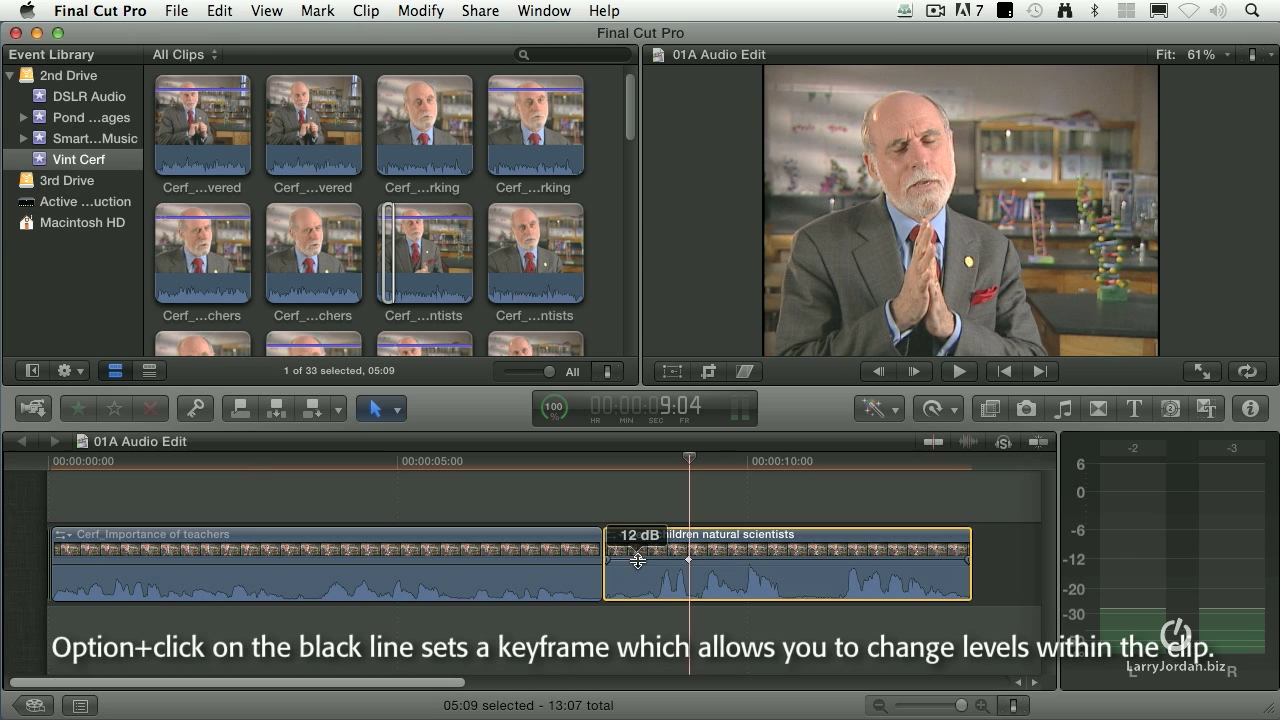 Final Cut Pro File Edit View Mark Clip Modify Share Window Help 7
Final Cut Pro
Event Library All Clips 01A Audio Edit Fit: 61%
2nd Drive
DSLR Audio
Pond ...ages
Smart...Music
Vint Cerf
3rd Drive
Active ...uction
Macintosh HD
Cerf_...vered Cerf_...vered Cerf_...rking Cerf_...rking
Cerf_...chers Cerf_...chers Cerf_...ntists Cerf_...ntists
1 of 33 selected, 05:09 All
100 % 00:00:09:04
HR MIN SEC FR
01A Audio Edit
00:00:00:00 00:00:05:00 00:00:10:00
Cerf_Importance of teachers
12 dB ildren natural scientists
-2 -3
6
0
-6
-12
-20
-30
Option+click on the black line sets a keyframe which allows you to change levels within the clip.
LarryJordan.biz
L R
05:09 selected - 13:07 total